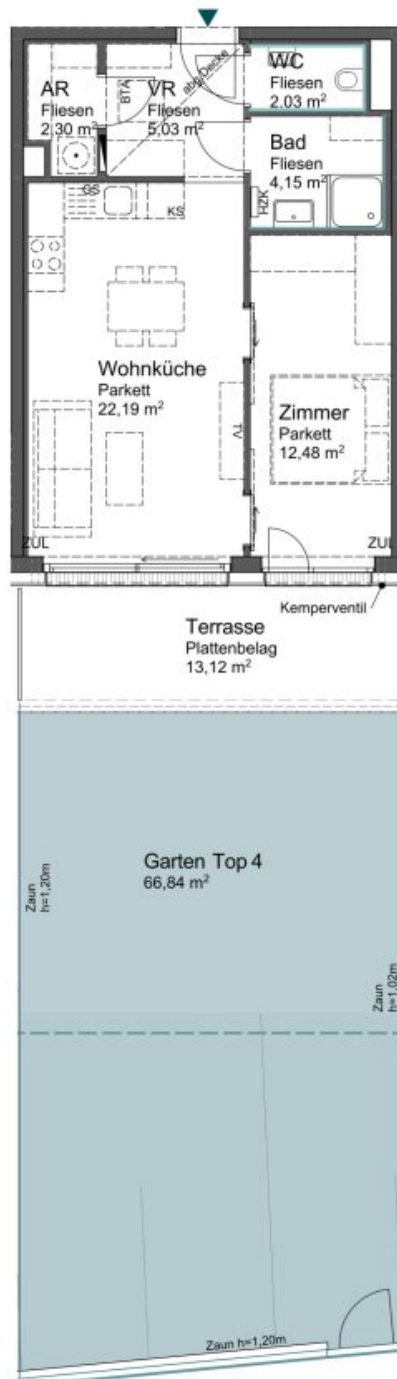 AR
Fliesen
2,30 m²
BTA
VR
Fliesen
5,03 m²
abg.Decke
WC
Fliesen
2.03 m²
Bad
Fliesen
4,15 m²
HZK
GS
KS
Wohnküche
Parkett
22,19 m²
TV
Zimmer
Parkett
12,48 m²
ZUL
ZUL
Kemperventil
Terrasse
Plattenbelag
13,12 m²
Garten Top 4
66,84 m²
Zaun
h=1,20m
Zaun
h=1,02m
Zaun h=1,20m